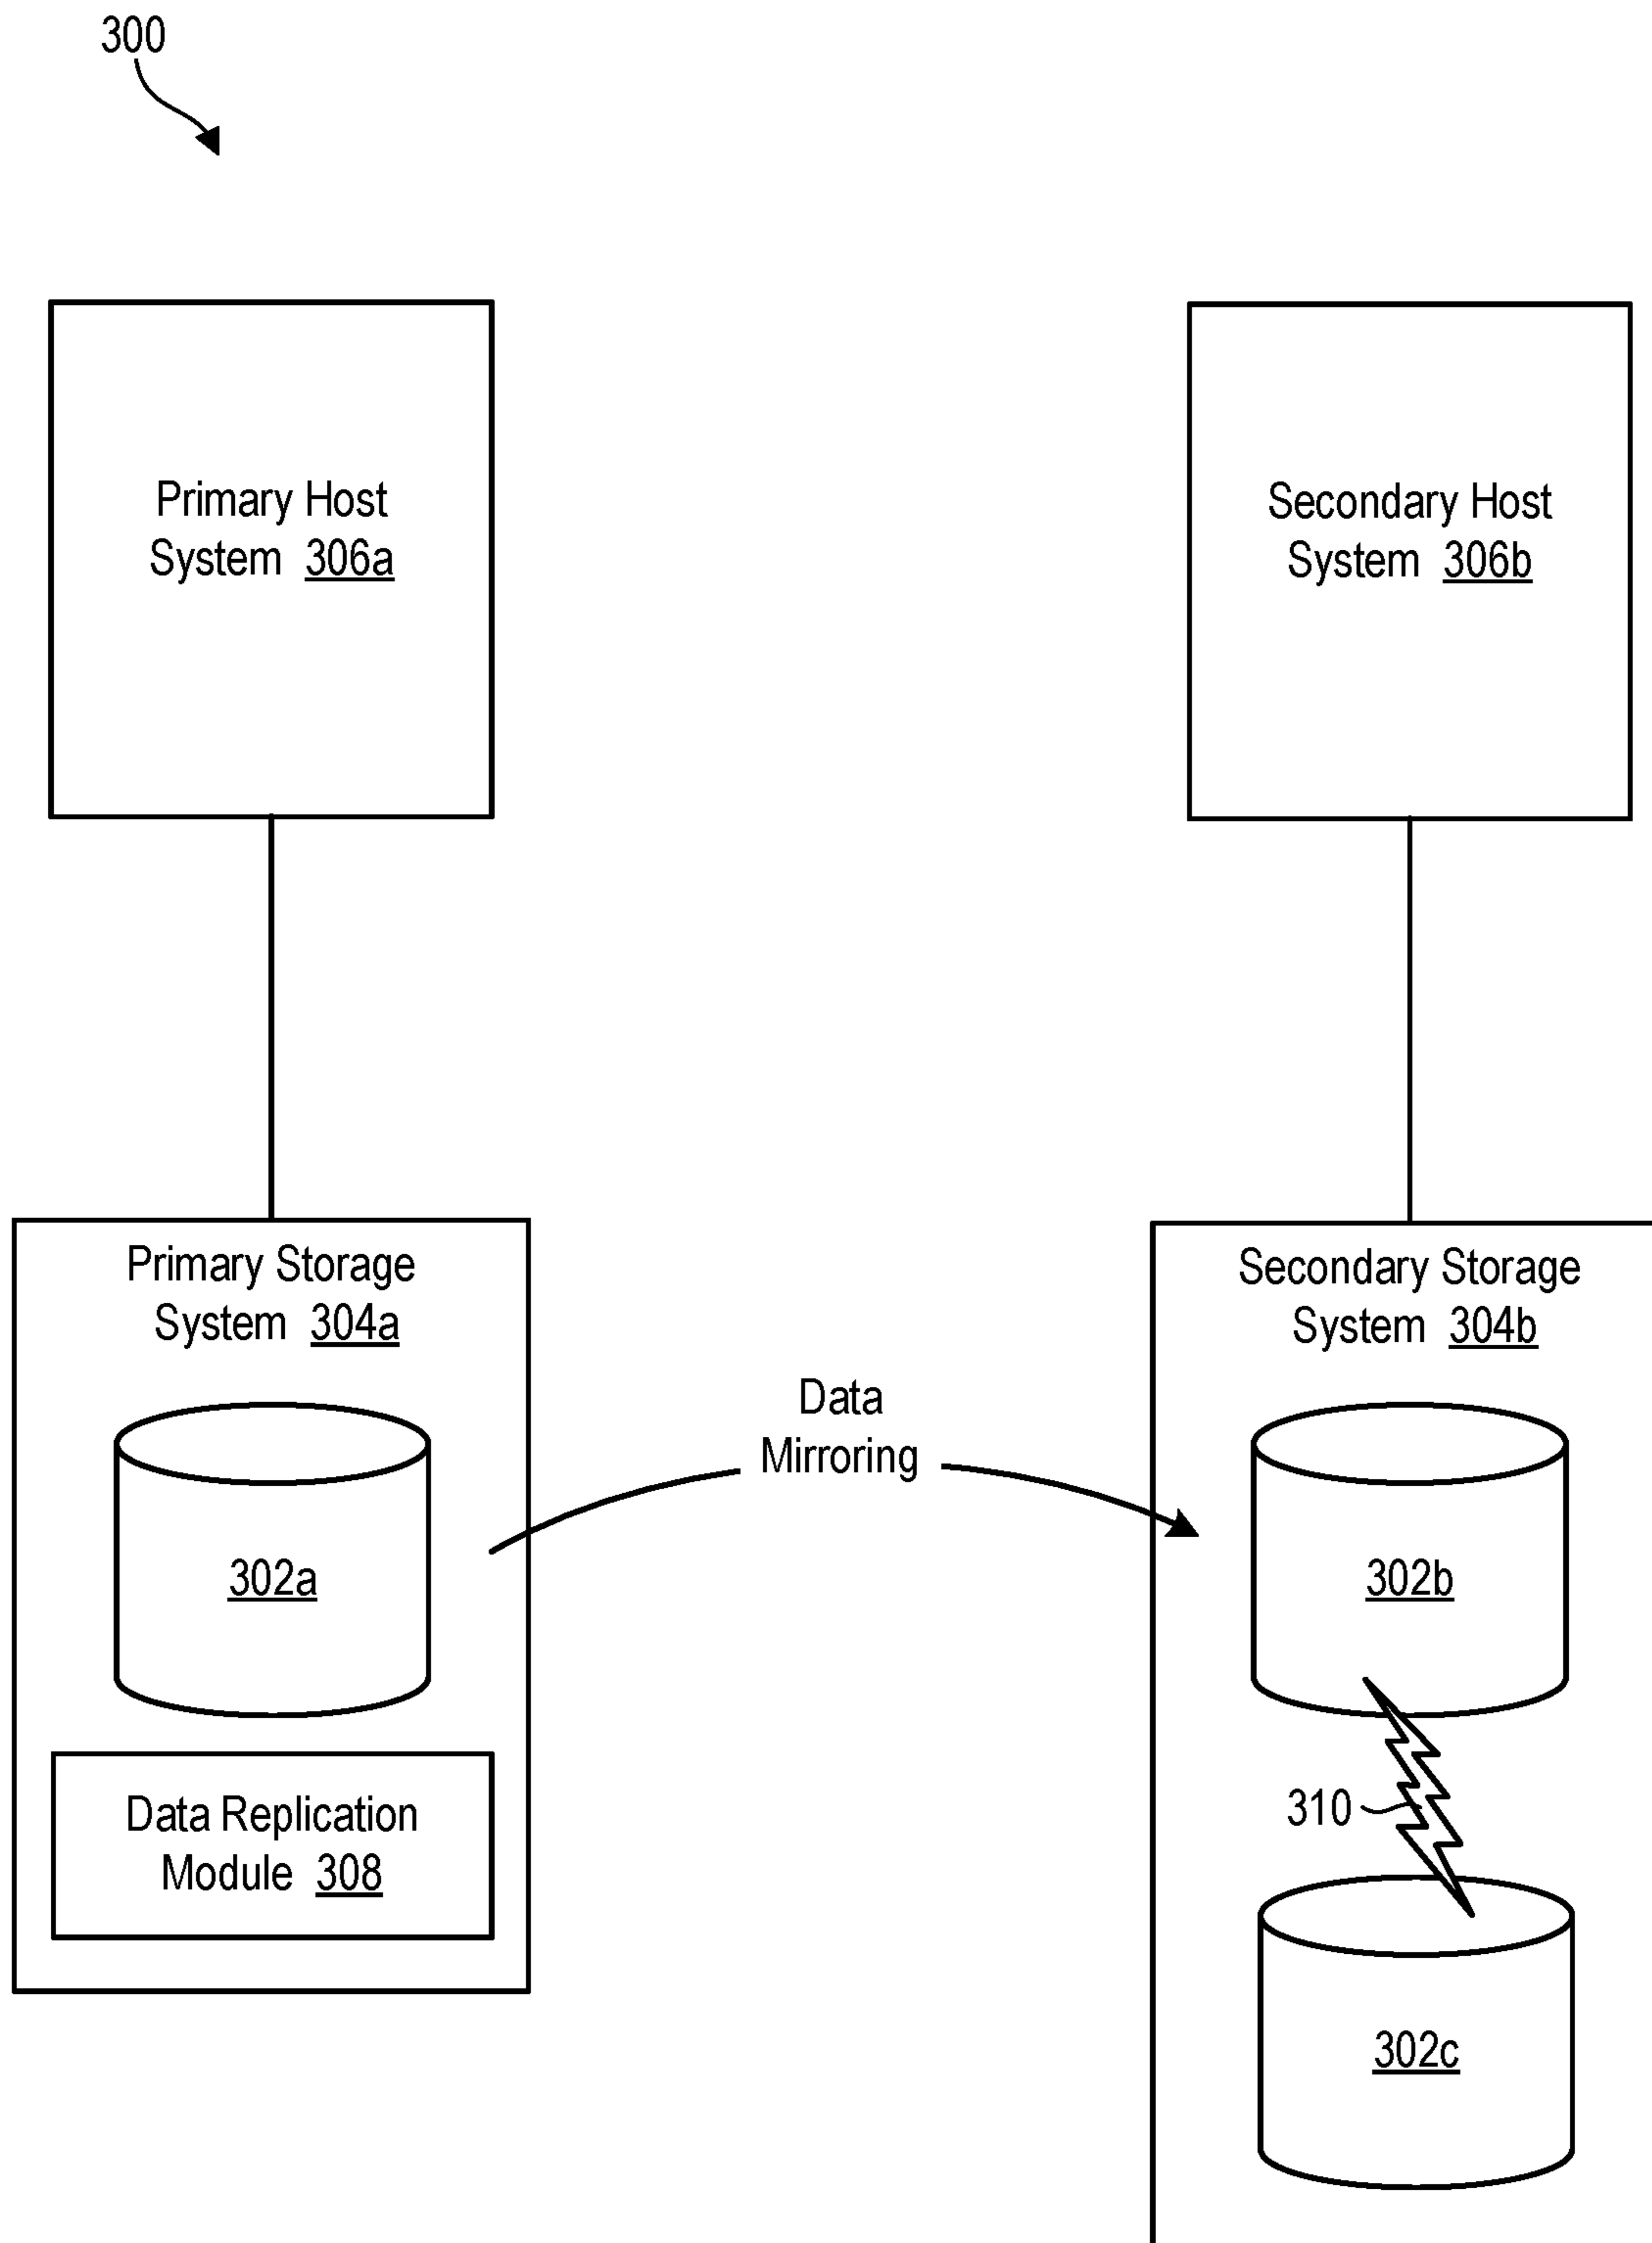 300
Primary Host
System 306a
Secondary Host
System 306b
Primary Storage
System 304a
Secondary Storage
System 304b
Data
Mirroring
302a
302b
Data Replication
Module 308
310
302c